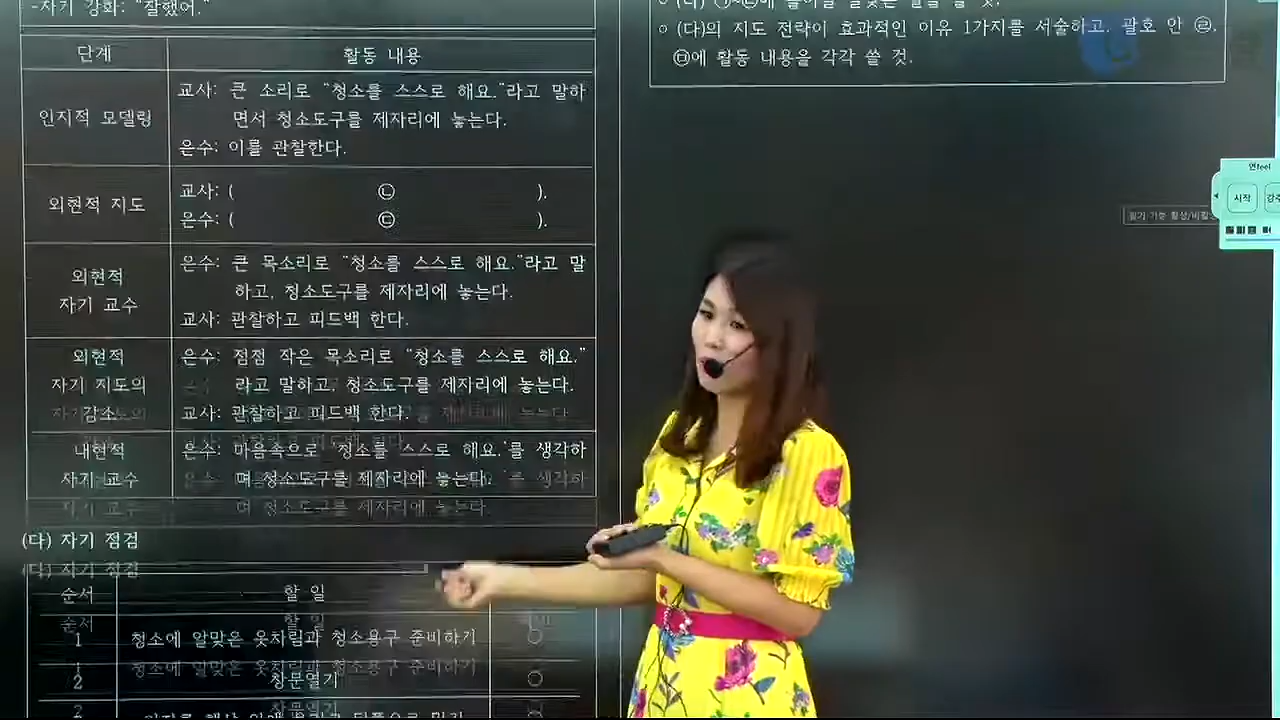 -자기 강화: "잘했어."
단계 활동 내용
인지적 모델링
교사: 큰 소리로 "청소를 스스로 해요."라고 말하
면서 청소도구를 제자리에 놓는다.
은수: 이를 관찰한다.
외현적 지도
교사: ( ㉡ ).
은수: ( ㉢ ).
외현적
자기 교수
은수: 큰 목소리로 "청소를 스스로 해요."라고 말
하고, 청소도구를 제자리에 놓는다.
교사: 관찰하고 피드백 한다.
외현적
자기 지도의
감소
은수: 점점 작은 목소리로 "청소를 스스로 해요."
라고 말하고, 청소도구를 제자리에 놓는다.
교사: 관찰하고 피드백 한다.
내현적
자기 교수
은수: 마음속으로 '청소를 스스로 해요.'를 생각하
며 청소도구를 제자리에 놓는다.
(다) 자기 점검
순서 할 일
1 청소에 알맞은 옷차림과 청소용구 준비하기 ○
2 창문열기 ○
○ (다)의 지도 전략이 효과적인 이유 1가지를 서술하고, 괄호 안 ㉣,
㉤에 활동 내용을 각각 쓸 것.
시작